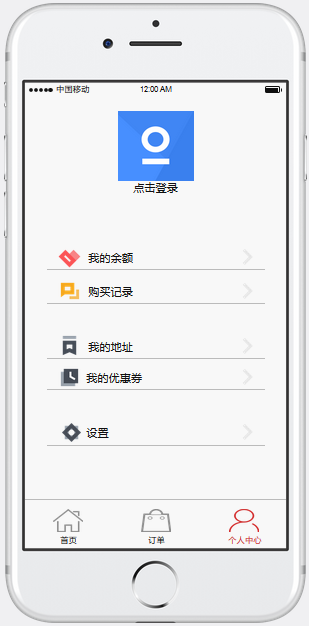 中国移动 12:00 AM
点击登录
我的余额
购买记录
我的地址
我的优惠券
设置
首页 订单 个人中心